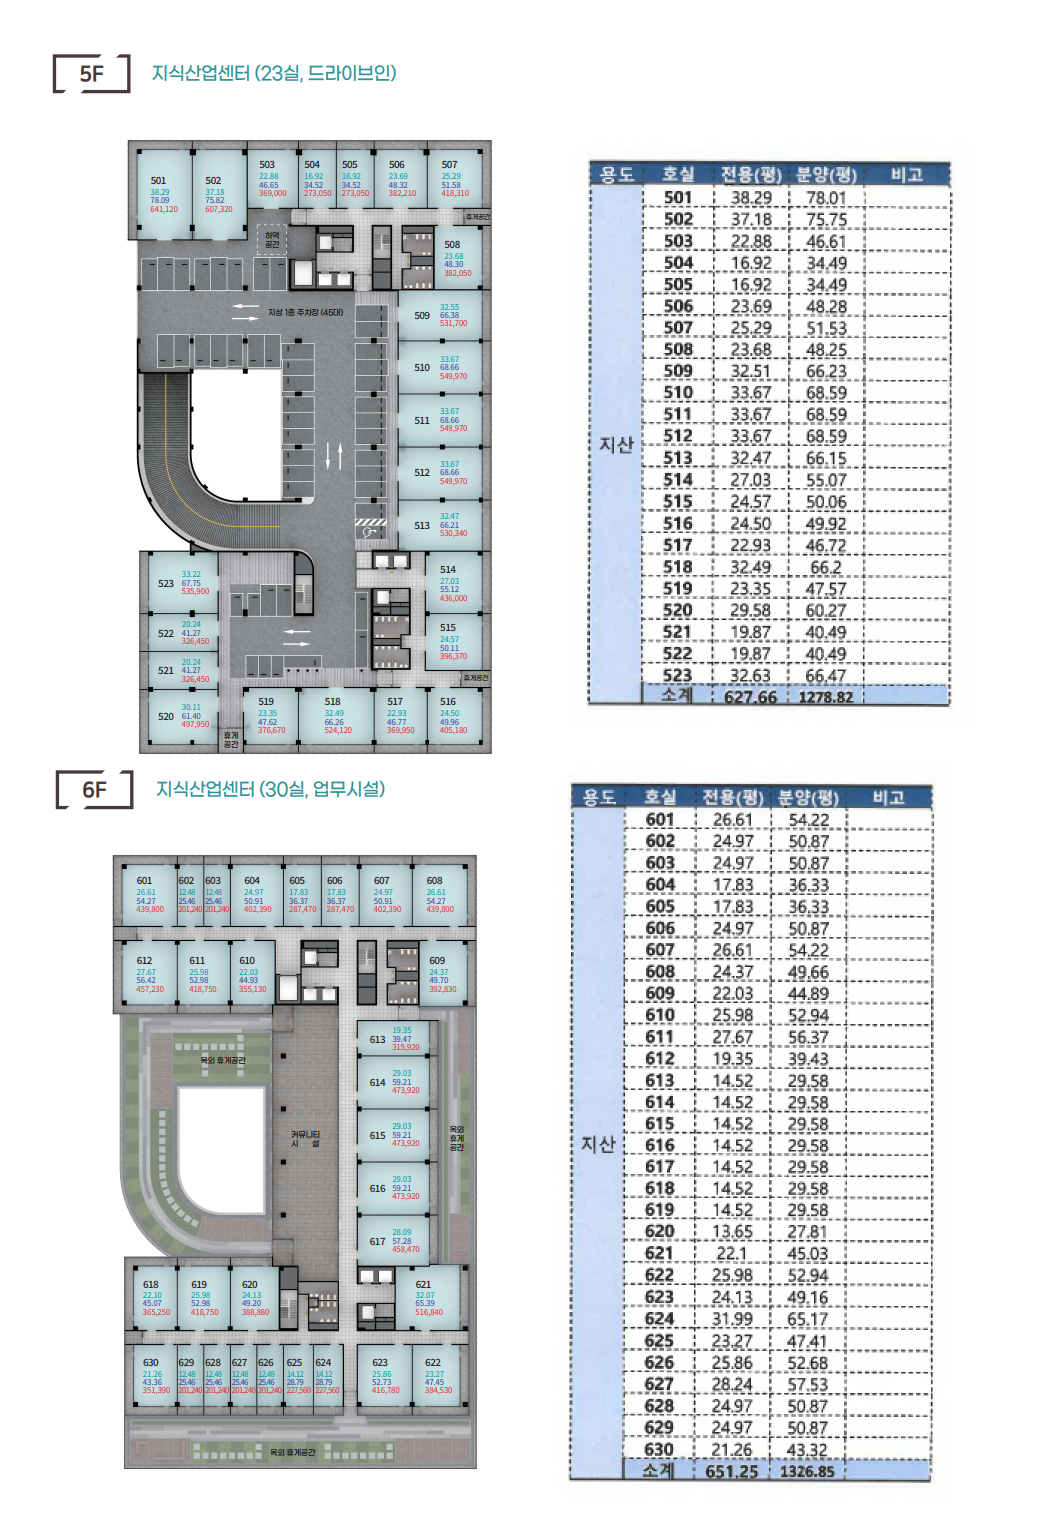 5F 지식산업센터 (23실, 드라이브인)
501
38.29
78.09
641,120
502
37.18
75.82
607,320
503
22.88
46.65
369,000
504
16.92
34.52
273,050
505
16.92
34.52
273,050
506
23.69
48.32
382,210
507
25.29
51.58
418,310
하역
공간
휴게공간
508
23.68
48.30
382,050
지상 1층 주차장 (45대)
509
32.55
66.38
531,700
510
33.67
68.66
549,970
511
33.67
68.66
549,970
512
33.67
68.66
549,970
513
32.47
66.21
530,340
514
27.03
55.12
436,000
515
24.57
50.11
396,370
휴게공간
523
33.22
67.75
535,900
522
20.24
41.27
326,450
521
20.24
41.27
326,450
520
30.11
61.40
497,950
휴게
공간
519
23.35
47.62
376,670
518
32.49
66.26
524,120
517
22.93
46.77
369,950
516
24.50
49.96
405,180
용도 호실 전용(평) 분양(평) 비고
501 38.29 78.01
502 37.18 75.75
503 22.88 46.61
504 16.92 34.49
505 16.92 34.49
506 23.69 48.28
507 25.29 51.53
508 23.68 48.25
509 32.51 66.23
510 33.67 68.59
511 33.67 68.59
지산 512 33.67 68.59
513 32.47 66.15
514 27.03 55.07
515 24.57 50.06
516 24.50 49.92
517 22.93 46.72
518 32.49 66.2
519 23.35 47.57
520 29.58 60.27
521 19.87 40.49
522 19.87 40.49
523 32.63 66.47
소계 627.66 1278.82
6F 지식산업센터 (30실, 업무시설)
601
26.61
54.27
439,800
602
12.48
25.46
201,240
603
12.48
25.46
201,240
604
24.97
50.91
402,390
605
17.83
36.37
287,470
606
17.83
36.37
287,470
607
24.97
50.91
402,390
608
26.61
54.27
439,800
612
27.67
56.42
457,230
611
25.98
52.98
418,750
610
22.03
44.93
355,130
609
24.37
49.70
392,830
옥외 휴게공간
커뮤니티
시 설
옥외
휴게
공간
613
19.35
39.47
315,920
614
29.03
59.21
473,920
615
29.03
59.21
473,920
616
29.03
59.21
473,920
617
28.09
57.28
458,470
618
22.10
45.07
365,250
619
25.98
52.98
418,750
620
24.13
49.20
388,880
621
32.07
65.39
516,840
630
21.26
43.36
351,390
629
12.48
25.46
201,240
628
12.48
25.46
201,240
627
12.48
25.46
201,240
626
12.48
25.46
201,240
625
14.12
28.79
227,560
624
14.12
28.79
227,560
623
25.86
52.73
416,780
622
23.27
47.45
384,530
옥외 휴게공간
용도 호실 전용(평) 분양(평) 비고
601 26.61 54.22
602 24.97 50.87
603 24.97 50.87
604 17.83 36.33
605 17.83 36.33
606 24.97 50.87
607 26.61 54.22
608 24.37 49.66
609 22.03 44.89
610 25.98 52.94
611 27.67 56.37
612 19.35 39.43
613 14.52 29.58
614 14.52 29.58
615 14.52 29.58
지산 616 14.52 29.58
617 14.52 29.58
618 14.52 29.58
619 14.52 29.58
620 13.65 27.81
621 22.1 45.03
622 25.98 52.94
623 24.13 49.16
624 31.99 65.17
625 23.27 47.41
626 25.86 52.68
627 28.24 57.53
628 24.97 50.87
629 24.97 50.87
630 21.26 43.32
소계 651.25 1326.85